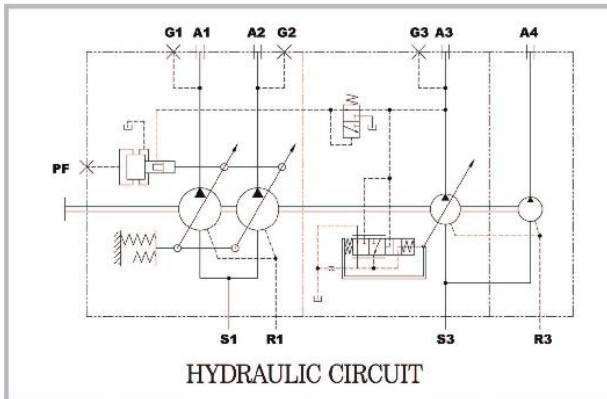 G1 A1 A2 G2 G3 A3 A4
PF
S1 R1 S3 R3
HYDRAULIC CIRCUIT